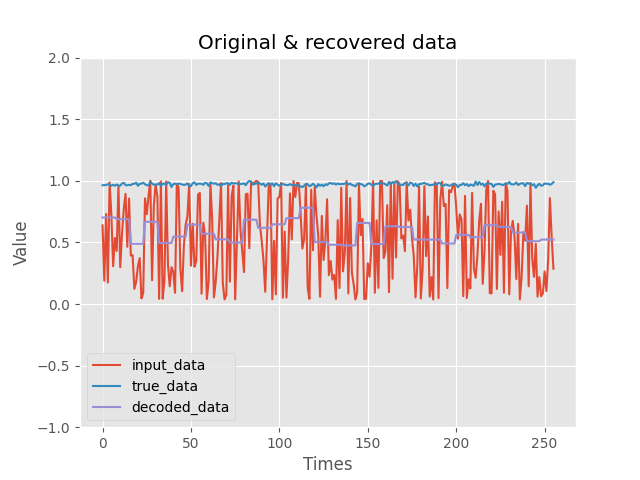 Original & recovered data
Value
2.0
1.5
1.0
0.5
0.0
−0.5
−1.0
input_data
true_data
decoded_data
0 50 100 150 200 250
Times